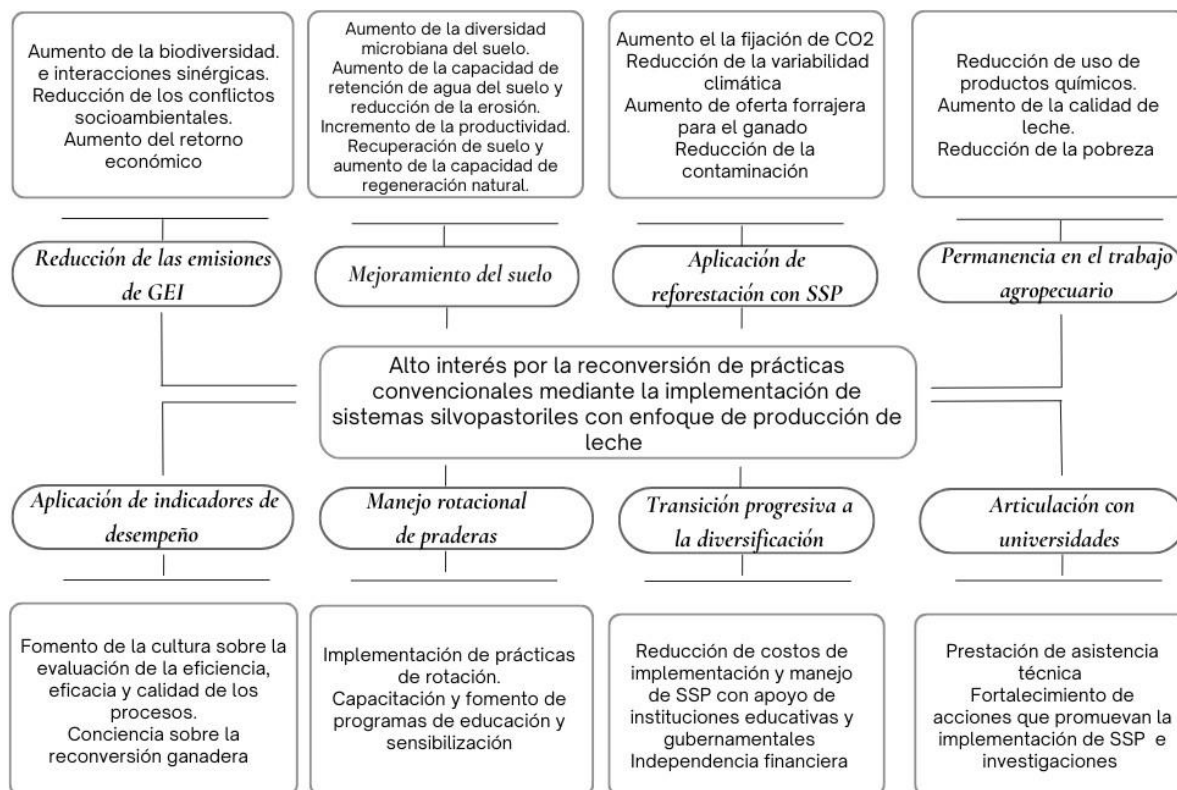 Aumento de la biodiversidad.
e interacciones sinérgicas.
Reducción de los conflictos
socioambientales.
Aumento del retorno
económico
Aumento de la diversidad
microbiana del suelo.
Aumento de la capacidad de
retención de agua del suelo y
reducción de la erosión.
Incremento de la productividad.
Recuperación de suelo y
aumento de la capacidad de
regeneración natural.
Aumento el la fijación de CO2
Reducción de la variabilidad
climática
Aumento de oferta forrajera
para el ganado
Reducción de la
contaminación
Reducción de uso de
productos químicos.
Aumento de la calidad de
leche.
Reducción de la pobreza
Reducción de las emisiones
de GEI
Mejoramiento del suelo
Aplicación de
reforestación con SSP
Permanencia en el trabajo
agropecuario
Alto interés por la reconversión de prácticas
convencionales mediante la implementación de
sistemas silvopastoriles con enfoque de producción de
leche
Aplicación de indicadores de
desempeño
Manejo rotacional
de praderas
Transición progresiva a
la diversificación
Articulación con
universidades
Fomento de la cultura sobre la
evaluación de la eficiencia,
eficacia y calidad de los
procesos.
Conciencia sobre la
reconversión ganadera
Implementación de prácticas
de rotación.
Capacitación y fomento de
programas de educación y
sensibilización
Reducción de costos de
implementación y manejo
de SSP con apoyo de
instituciones educativas y
gubernamentales
Independencia financiera
Prestación de asistencia
técnica
Fortalecimiento de
acciones que promuevan la
implementación de SSP e
investigaciones